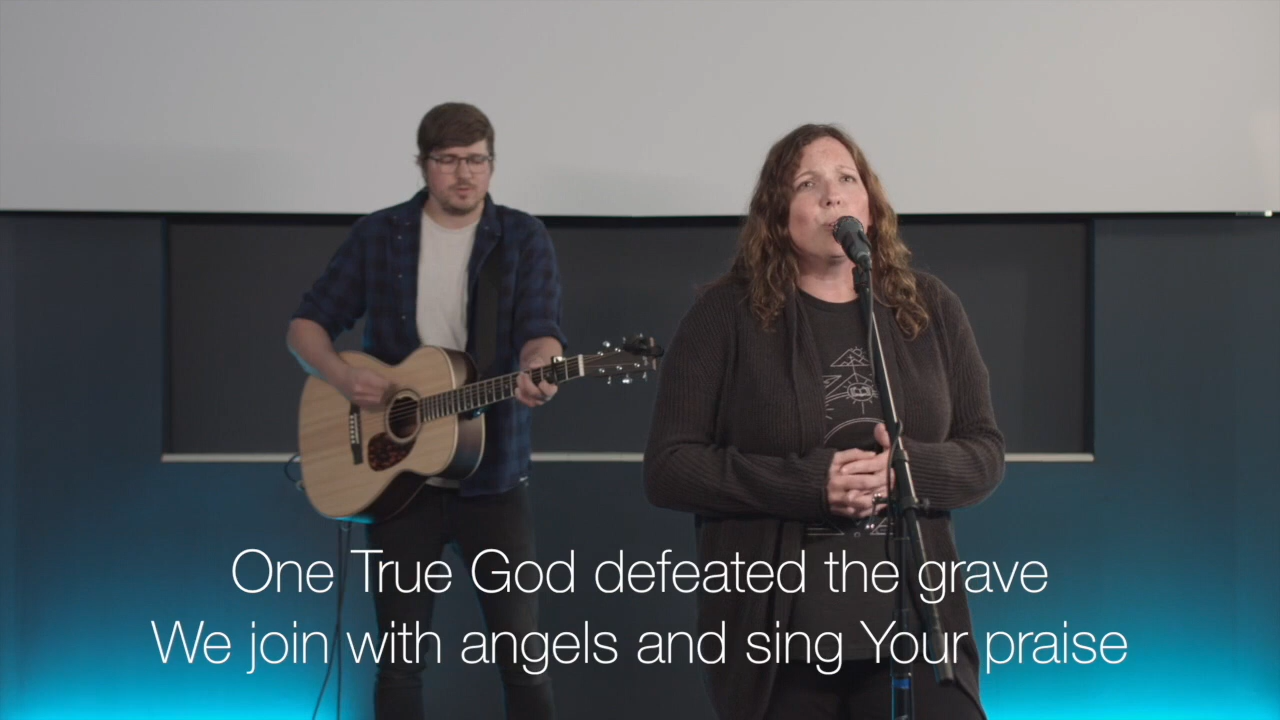 One True God defeated the grave
We join with angels and sing Your praise